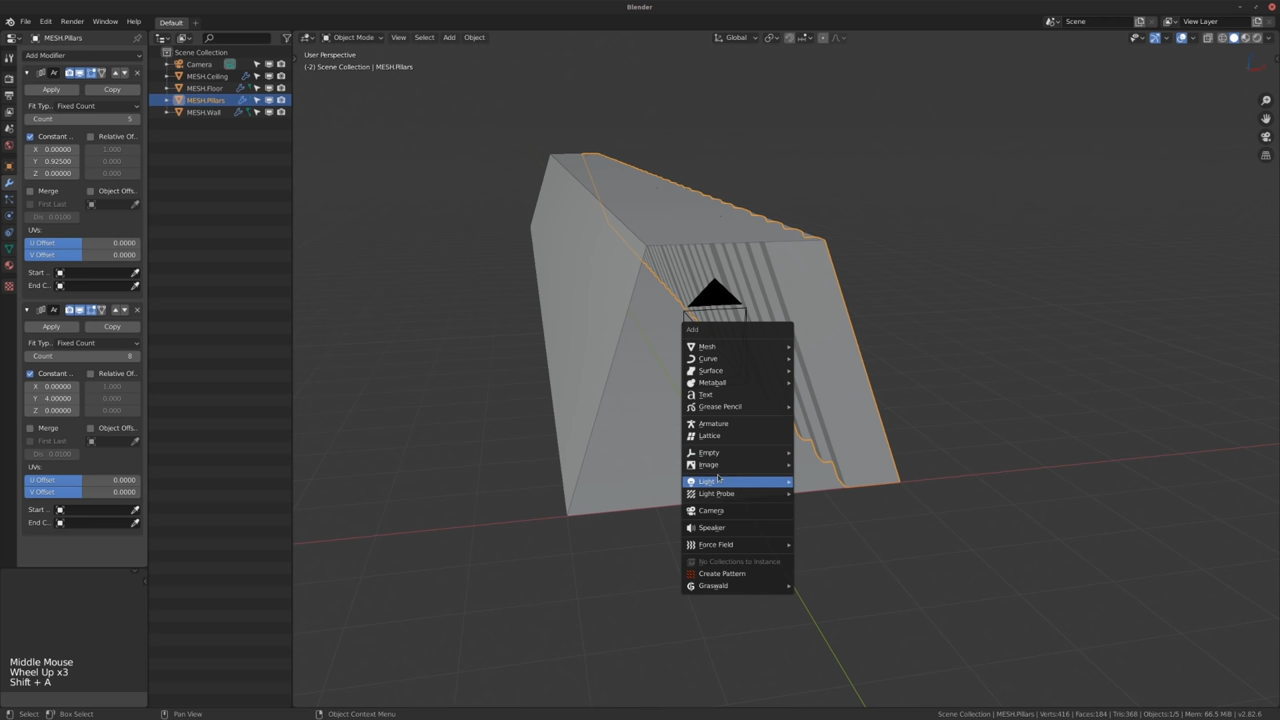 Blender
File Edit Render Window Help
Default
Scene
View Layer
MESH.Pillars
Object Mode
View Select Add Object
Global
Add Modifier
Ar
Apply Copy
Fit Typ.. Fixed Count
Count 5
Constant .. Relative Of..
X 0.00000 1.000
Y 0.92500 0.000
Z 0.00000 0.000
Merge Object Offs..
First Last
Dis 0.0100
UVs:
U Offset 0.0000
V Offset 0.0000
Start ..
End C..
Ar
Apply Copy
Fit Typ.. Fixed Count
Count 8
Constant .. Relative Of..
X 0.00000 1.000
Y 4.00000 0.000
Z 0.00000 0.000
Merge Object Offs..
First Last
Dis 0.0100
UVs:
U Offset 0.0000
V Offset 0.0000
Start ..
End C..
Scene Collection
Camera
MESH.Ceiling
MESH.Floor
MESH.Pillars
MESH.Wall
User Perspective
(-2) Scene Collection | MESH.Pillars
Add
Mesh
Curve
Surface
Metaball
Text
Grease Pencil
Armature
Lattice
Empty
Image
Light
Light Probe
Camera
Speaker
Force Field
No Collections to Instance
Create Pattern
Graswald
Middle Mouse
Wheel Up x3
Shift + A
Select
Box Select
Pan View
Object Context Menu
Scene Collection | MESH.Pillars | Verts:416 | Faces:184 | Tris:368 | Objects:1/5 | Mem: 66.5 MiB | v2.82.6